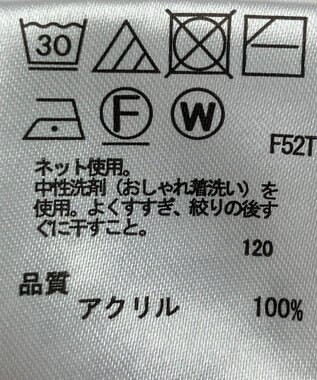 30
F W
F52T
ネット使用。
中性洗剤（おしゃれ着洗い）を
使用。よくすすぎ、絞りの後す
ぐに干すこと。
120
品質
アクリル 100%